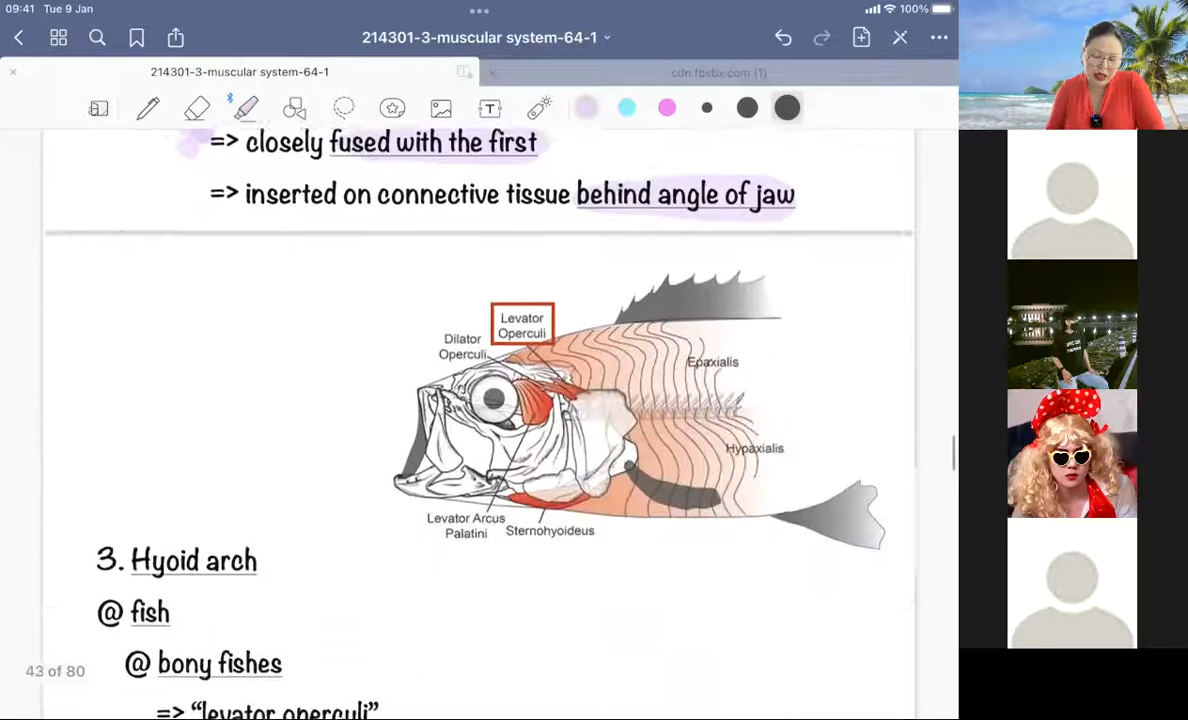 09:41 Tue 9 Jan
100%
214301-3-muscular system-64-1
214301-3-muscular system-64-1
cdn.fbsbx.com (1)
=> closely fused with the first
=> inserted on connective tissue behind angle of jaw
Levator
Operculi
Dilator
Operculi
Epaxialis
Hypaxialis
Levator Arcus
Palatini
Sternohyoideus
3. Hyoid arch
@ fish
43 of 80
@ bony fishes
=> "levator operculi"